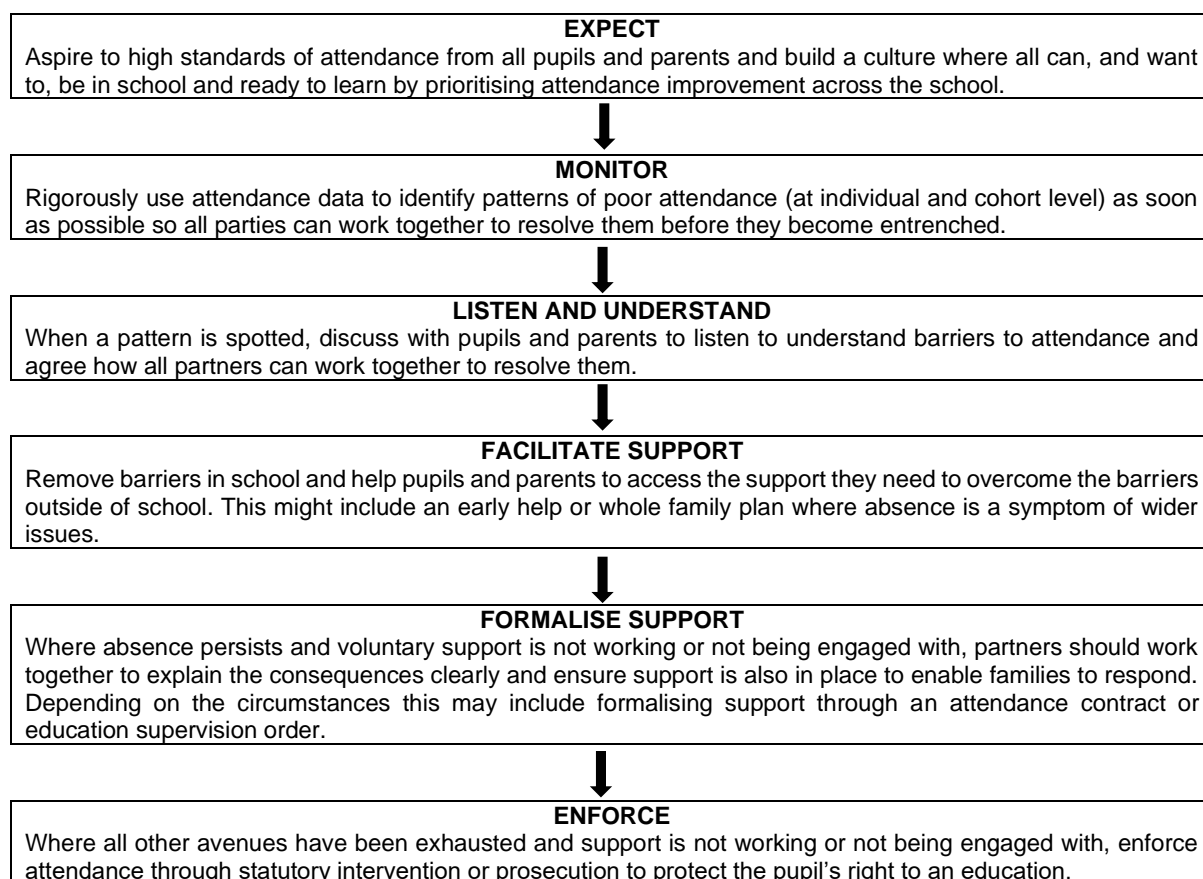 EXPECT
Aspire to high standards of attendance from all pupils and parents and build a culture where all can, and want
to, be in school and ready to learn by prioritising attendance improvement across the school.
MONITOR
Rigorously use attendance data to identify patterns of poor attendance (at individual and cohort level) as soon
as possible so all parties can work together to resolve them before they become entrenched.
LISTEN AND UNDERSTAND
When a pattern is spotted, discuss with pupils and parents to listen to understand barriers to attendance and
agree how all partners can work together to resolve them.
FACILITATE SUPPORT
Remove barriers in school and help pupils and parents to access the support they need to overcome the barriers
outside of school. This might include an early help or whole family plan where absence is a symptom of wider
issues.
FORMALISE SUPPORT
Where absence persists and voluntary support is not working or not being engaged with, partners should work
together to explain the consequences clearly and ensure support is also in place to enable families to respond.
Depending on the circumstances this may include formalising support through an attendance contract or
education supervision order.
ENFORCE
Where all other avenues have been exhausted and support is not working or not being engaged with, enforce
attendance through statutory intervention or prosecution to protect the pupil's right to an education.